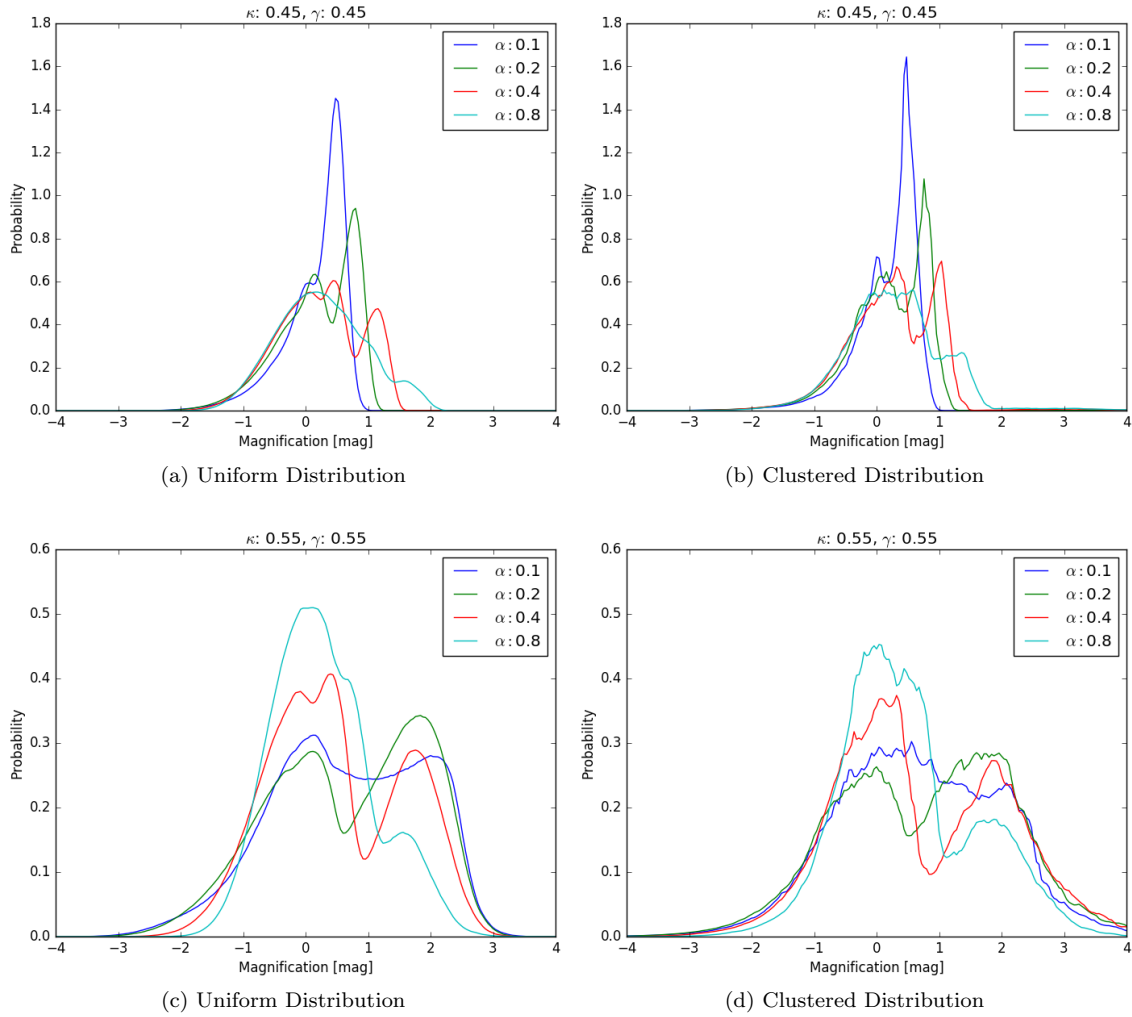 κ: 0.45, γ: 0.45
1.8
1.6
1.4
1.2
1.0
0.8
0.6
0.4
0.2
0.0
Probability
α: 0.1
α: 0.2
α: 0.4
α: 0.8
−4 −3 −2 −1 0 1 2 3 4
Magnification [mag]
(a) Uniform Distribution
κ: 0.45, γ: 0.45
1.8
1.6
1.4
1.2
1.0
0.8
0.6
0.4
0.2
0.0
Probability
α: 0.1
α: 0.2
α: 0.4
α: 0.8
−4 −3 −2 −1 0 1 2 3 4
Magnification [mag]
(b) Clustered Distribution
κ: 0.55, γ: 0.55
0.6
0.5
0.4
0.3
0.2
0.1
0.0
Probability
α: 0.1
α: 0.2
α: 0.4
α: 0.8
−4 −3 −2 −1 0 1 2 3 4
Magnification [mag]
(c) Uniform Distribution
κ: 0.55, γ: 0.55
0.6
0.5
0.4
0.3
0.2
0.1
0.0
Probability
α: 0.1
α: 0.2
α: 0.4
α: 0.8
−4 −3 −2 −1 0 1 2 3 4
Magnification [mag]
(d) Clustered Distribution